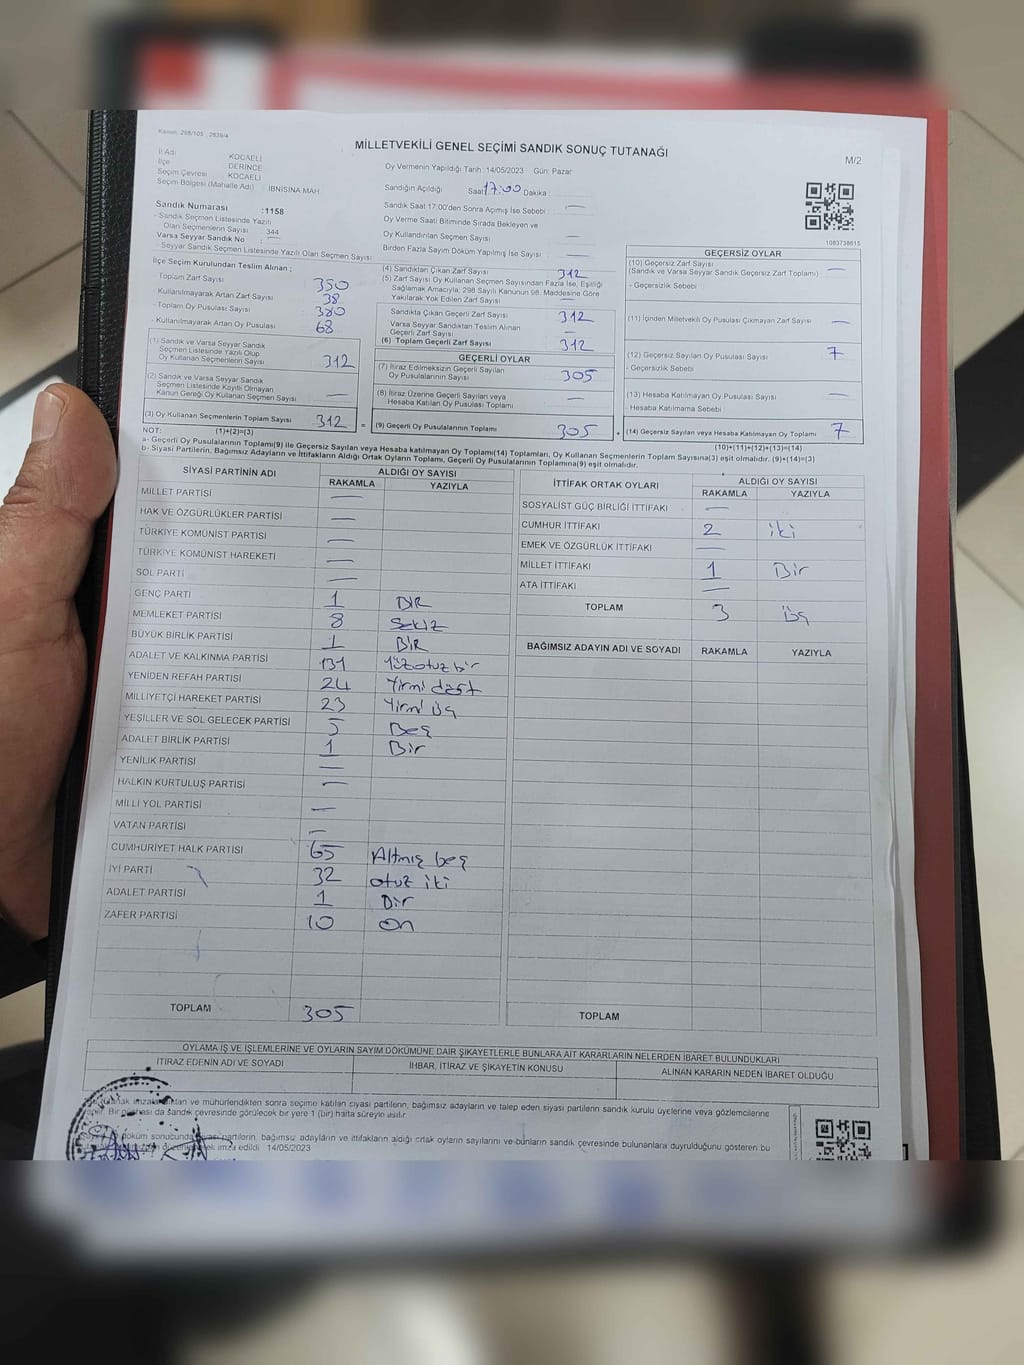 Kanun: 298/105 , 2839/4
MİLLETVEKİLİ GENEL SEÇİMİ SANDIK SONUÇ TUTANAĞI
M/2
İl Adı KOCAELİ
İlçe DERİNCE
Seçim Çevresi KOCAELİ
Seçim Bölgesi (Mahalle Adı) İBNİSİNA MAH
Sandık Numarası :1158
- Sandık Seçmen Listesinde Yazılı
Olan Seçmenlerin Sayısı : 344
Varsa Seyyar Sandık No : —
- Seyyar Sandık Seçmen Listesinde Yazılı Olan Seçmen Sayısı
İlçe Seçim Kurulundan Teslim Alınan ;
Toplam Zarf Sayısı 350
- Kullanılmayarak Artan Zarf Sayısı 38
- Toplam Oy Pusulası Sayısı 380
- Kullanılmayarak Artan Oy Pusulası 68
(1) Sandık ve Varsa Seyyar Sandık
Seçmen Listesinde Yazılı Olup
Oy Kullanan Seçmenlerin Sayısı 312
(2) Sandık ve Varsa Seyyar Sandık
Seçmen Listesinde Kayıtlı Olmayan
Kanun Gereği Oy Kullanan Seçmen Sayısı —
(3) Oy Kullanan Seçmenlerin Toplam Sayısı 312 =
Oy Vermenin Yapıldığı Tarih :14/05/2023 Gün: Pazar
Sandığın Açıldığı Saat 17:00 Dakika
Sandık Saat 17:00'den Sonra Açılmış İse Sebebi : —
Oy Verme Saati Bitiminde Sırada Bekleyen ve
Oy Kullandırılan Seçmen Sayısı : —
Birden Fazla Sayım Döküm Yapılmış İse Sayısı : —
(4) Sandıktan Çıkan Zarf Sayısı 312
(5) Zarf Sayısı Oy Kullanan Seçmen Sayısından Fazla İse, Eşitliği
Sağlamak Amacıyla; 298 Sayılı Kanunun 98. Maddesine Göre
Yakılarak Yok Edilen Zarf Sayısı —
Sandıkta Çıkan Geçerli Zarf Sayısı 312
Varsa Seyyar Sandıktan Teslim Alınan
Geçerli Zarf Sayısı —
(6) Toplam Geçerli Zarf Sayısı 312
GEÇERLİ OYLAR
(7) İtiraz Edilmeksizin Geçerli Sayılan
Oy Pusulalarının Sayısı 305
(8) İtiraz Üzerine Geçerli Sayılan veya
Hesaba Katılan Oy Pusulası Toplamı —
(9) Geçerli Oy Pusulalarının Toplamı 305 +
1083738615
GEÇERSİZ OYLAR
(10) Geçersiz Zarf Sayısı
(Sandık ve Varsa Seyyar Sandık Geçersiz Zarf Toplamı) —
- Geçersizlik Sebebi
(11) İçinden Milletvekili Oy Pusulası Çıkmayan Zarf Sayısı —
(12) Geçersiz Sayılan Oy Pusulası Sayısı 7
- Geçersizlik Sebebi
(13) Hesaba Katılmayan Oy Pusulası Sayısı —
- Hesaba Katılmama Sebebi
(14) Geçersiz Sayılan veya Hesaba Katılmayan Oy Toplamı 7
NOT: (1)+(2)=(3) (10)+(11)+(12)+(13)=(14)
a- Geçerli Oy Pusulalarının Toplamı(9) ile Geçersiz Sayılan veya Hesaba Katılmayan Oy Toplamı(14) Toplamları, Oy Kullanan Seçmenlerin Toplam Sayısına(3) eşit olmalıdır.
b- Siyasi Partilerin, Bağımsız Adayların ve İttifakların Aldığı Ortak Oyların Toplamı, Geçerli Oy Pusulalarının Toplamına(9) eşit olmalıdır. (9)+(14)=(3)
SİYASİ PARTİNİN ADI ALDIĞI OY SAYISI
RAKAMLA YAZIYLA
MİLLET PARTİSİ —
HAK VE ÖZGÜRLÜKLER PARTİSİ —
TÜRKİYE KOMÜNİST PARTİSİ —
TÜRKİYE KOMÜNİST HAREKETİ —
SOL PARTİ —
GENÇ PARTİ 1 BİR
MEMLEKET PARTİSİ 8 Sekiz
BÜYÜK BİRLİK PARTİSİ 1 BİR
ADALET VE KALKINMA PARTİSİ 131 Yüzotuzbir
YENİDEN REFAH PARTİSİ 24 Yirmi dört
MİLLİYETÇİ HAREKET PARTİSİ 23 Yirmi üç
YEŞİLLER VE SOL GELECEK PARTİSİ 5 Beş
ADALET BİRLİK PARTİSİ 1 Bir
YENİLİK PARTİSİ —
HALKIN KURTULUŞ PARTİSİ —
MİLLİ YOL PARTİSİ —
VATAN PARTİSİ —
CUMHURİYET HALK PARTİSİ 65 Altmış beş
İYİ PARTİ 32 otuz iki
ADALET PARTİSİ 1 Bir
ZAFER PARTİSİ 10 On
TOPLAM 305
İTTİFAK ORTAK OYLARI ALDIĞI OY SAYISI
RAKAMLA YAZIYLA
SOSYALİST GÜÇ BİRLİĞİ İTTİFAKI —
CUMHUR İTTİFAKI 2 iki
EMEK VE ÖZGÜRLÜK İTTİFAKI —
MİLLET İTTİFAKI 1 Bir
ATA İTTİFAKI —
TOPLAM 3 üç
BAĞIMSIZ ADAYIN ADI VE SOYADI RAKAMLA YAZIYLA
TOPLAM
OYLAMA İŞ VE İŞLEMLERİNE VE OYLARIN SAYIM DÖKÜMÜNE DAİR ŞİKAYETLERLE BUNLARA AİT KARARLARIN NELERDEN İBARET BULUNDUKLARI
İTİRAZ EDENİN ADI VE SOYADI İHBAR, İTİRAZ VE ŞİKAYETİN KONUSU ALINAN KARARIN NEDEN İBARET OLDUĞU
ve mühürlendikten sonra seçime katılan siyasi partilerin, bağımsız adayların ve talep eden siyasi partilerin sandık kurulu üyelerine veya gözlemcilerine
Bir da sandık çevresinde görülecek bir yere 1 (bir) hafta süreyle asılır.
döküm sonucunda siyasi partilerin, bağımsız adayların ve ittifakların aldığı ortak oyların sayılarını ve bunların sandık çevresinde bulunanlara duyrulduğunu gösteren bu
imza edildi 14/05/2023